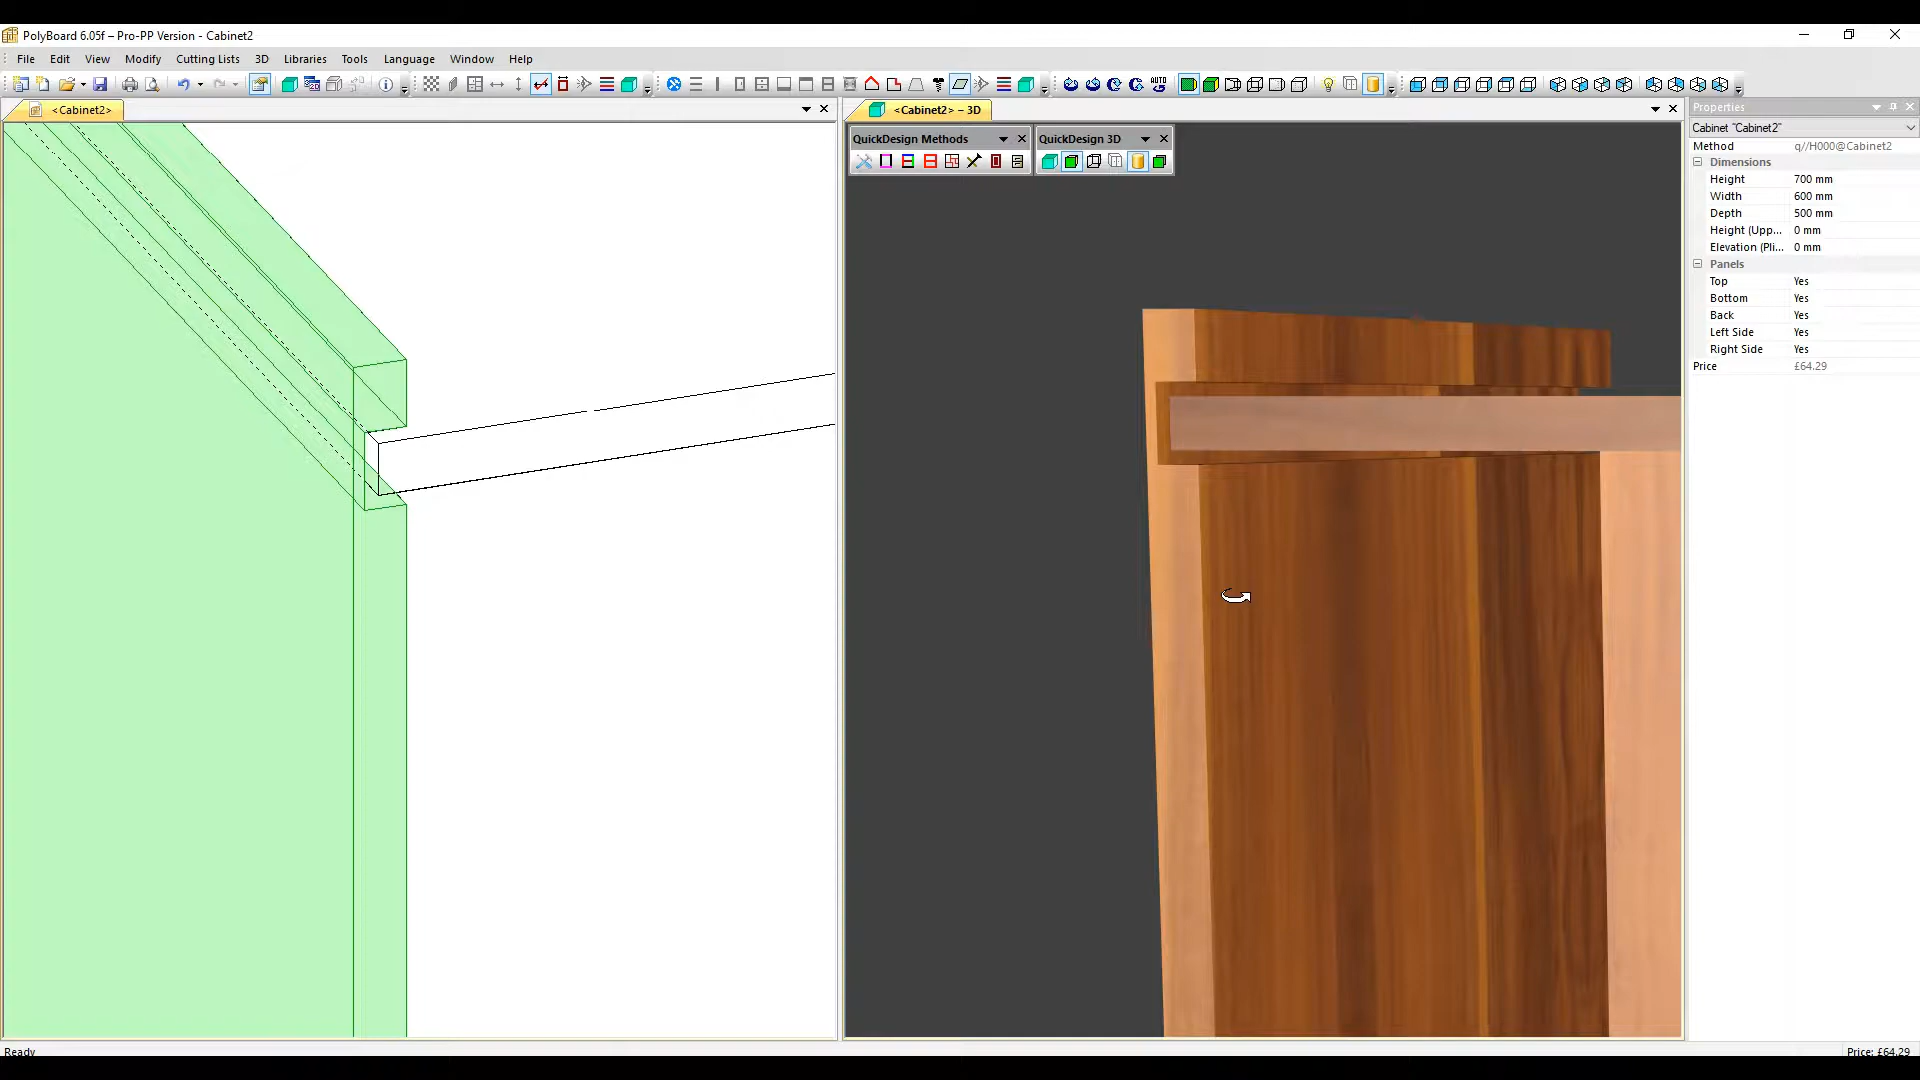 PolyBoard 6.05f – Pro-PP Version - Cabinet2
File Edit View Modify Cutting Lists 3D Libraries Tools Language Window Help
AUTO
<Cabinet2>
<Cabinet2> – 3D
Properties
QuickDesign Methods
QuickDesign 3D
Cabinet "Cabinet2"
Method q//H000@Cabinet2
Dimensions
Height 700 mm
Width 600 mm
Depth 500 mm
Height (Upp... 0 mm
Elevation (Pli... 0 mm
Panels
Top Yes
Bottom Yes
Back Yes
Left Side Yes
Right Side Yes
Price £64.29
Ready
Price: £64.29